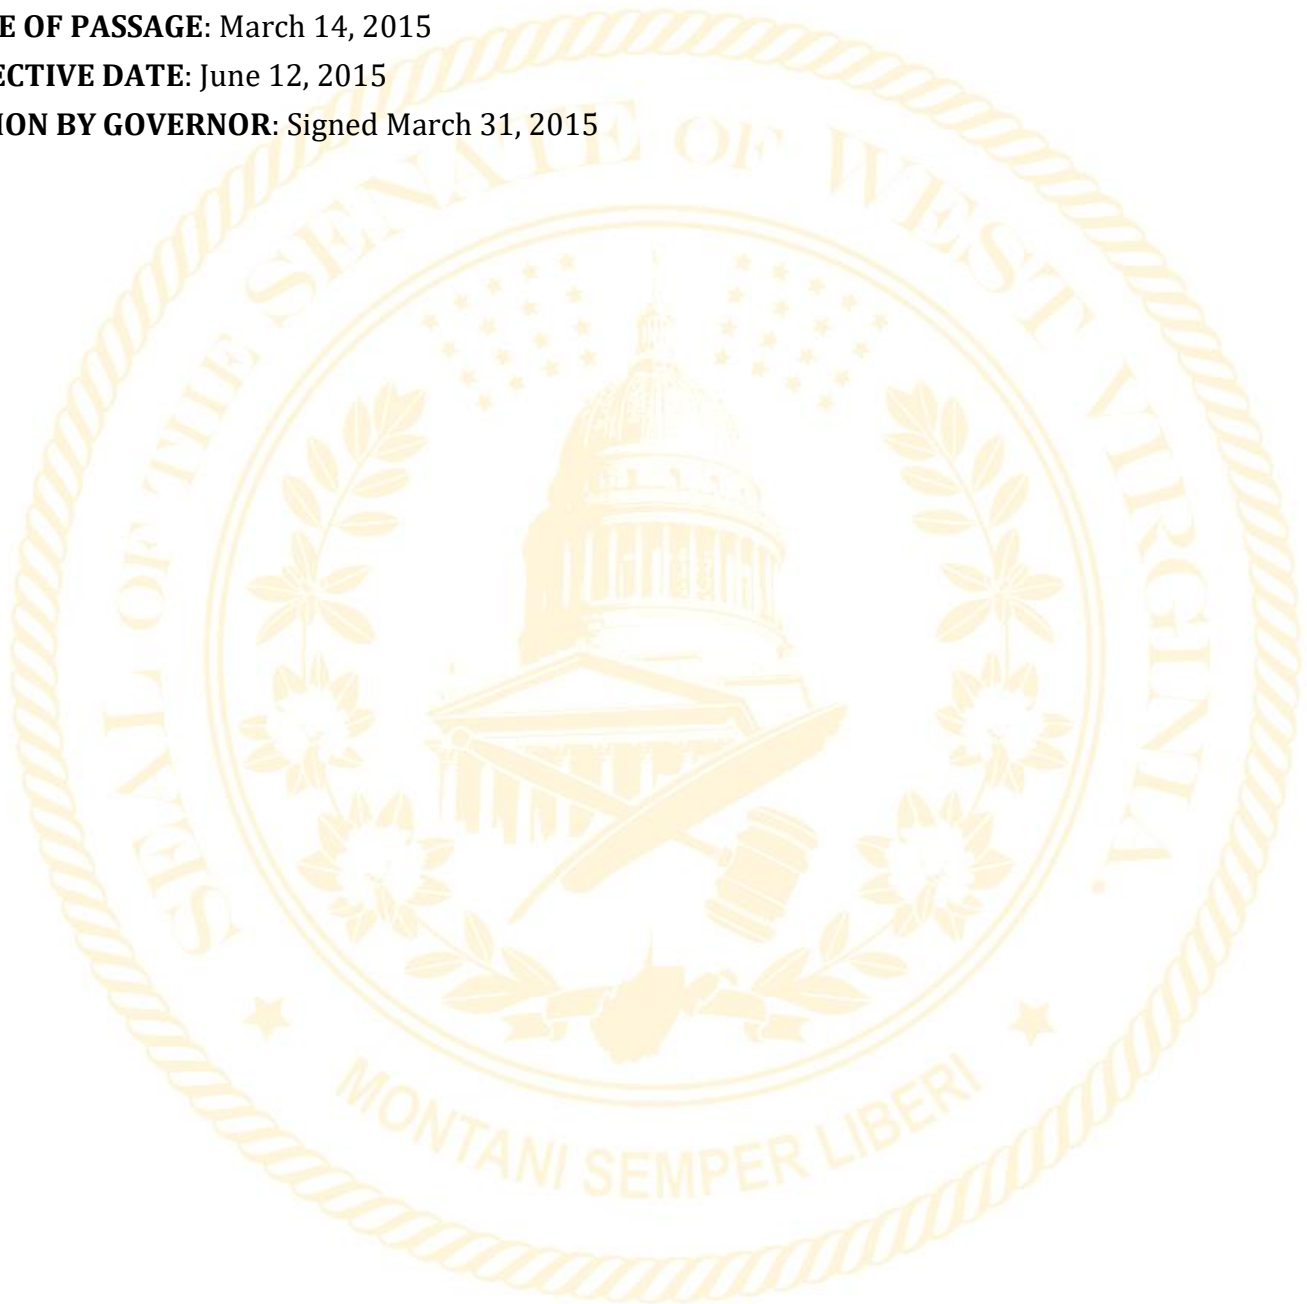 E OF PASSAGE: March 14, 2015
ECTIVE DATE: June 12, 2015
ION BY GOVERNOR: Signed March 31, 2015
SEAL OF THE SENATE OF WEST VIRGINIA.
MONTANI SEMPER LIBERI